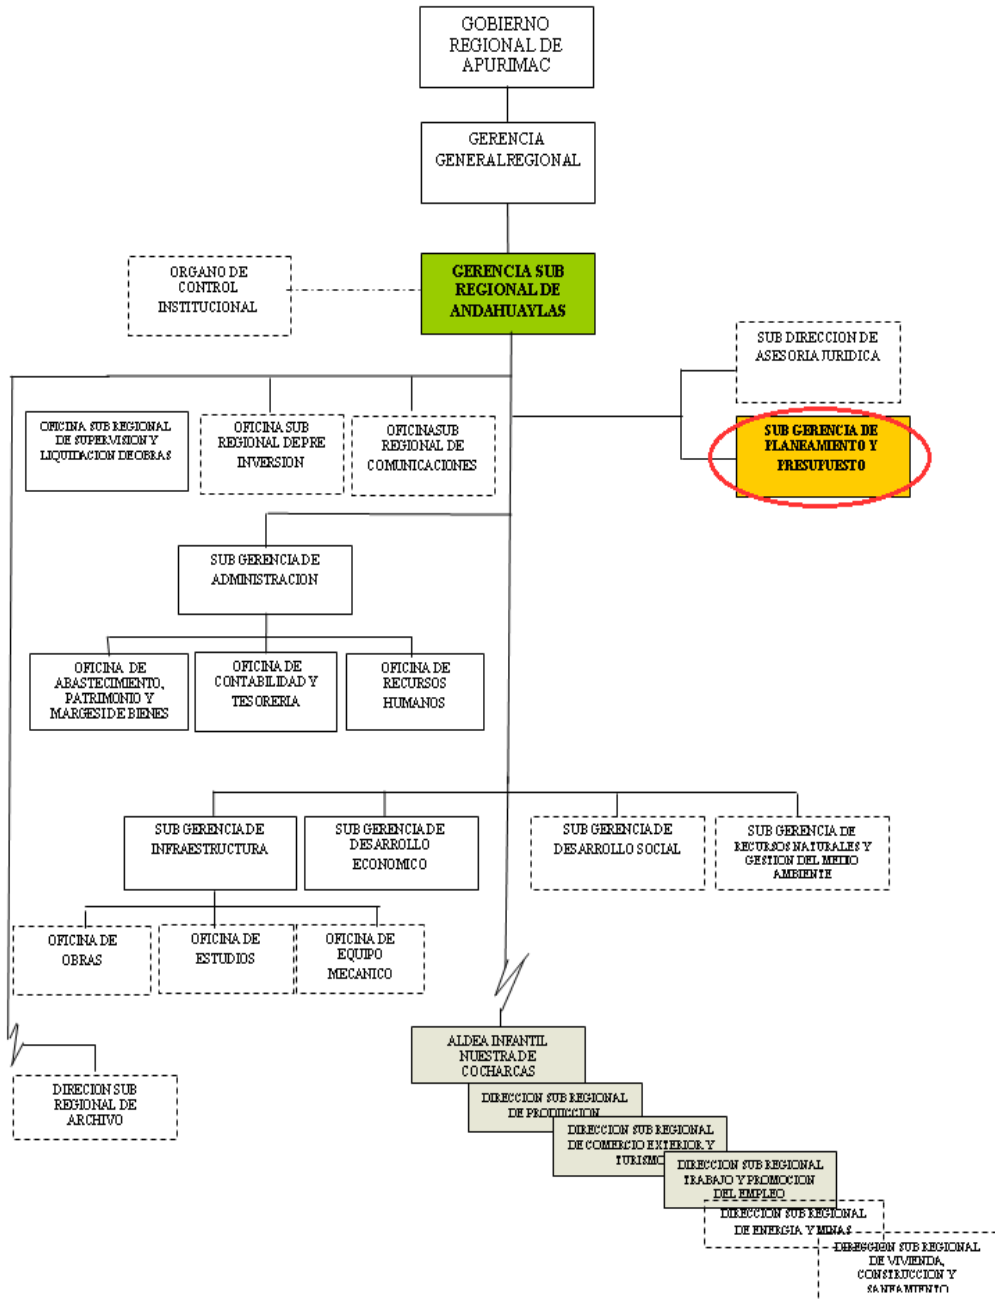 GOBIERNO
REGIONAL DE
APURIMAC
GERENCIA
GENERALREGIONAL
ORGANO DE
CONTROL
INSTITUCIONAL
GERENCIA SUB
REGIONAL DE
ANDAHUAYLAS
SUB DIRECCION DE
ASESORIA JURIDICA
OFICINA SUB REGIONAL
DE SUPERVISION Y
LIQUIDACION DE OBRAS
OFICINA SUB
REGIONAL DE PRE
INVERSION
OFICINASUB
REGIONAL DE
COMUNICACIONES
SUB GERENCIA DE
PLANEAMIENTO Y
PRESUPUESTO
SUB GERENCIA DE
ADMINISTRACION
OFICINA DE
ABASTECIMIENTO,
PATRIMONIO Y
MARGESI DE BIENES
OFICINA DE
CONTABILIDAD Y
TESORERIA
OFICINA DE
RECURSOS
HUMANOS
SUB GERENCIA DE
INFRAESTRUCTURA
SUB GERENCIA DE
DESARROLLO
ECONOMICO
SUB GERENCIA DE
DESARROLLO SOCIAL
SUB GERENCIA DE
RECURSOS NATURALES Y
GESTION DEL MEDIO
AMBIENTE
OFICINA DE
OBRAS
OFICINA DE
ESTUDIOS
OFICINA DE
EQUIPO
MECANICO
DIRECION SUB
REGIONAL DE
ARCHIVO
ALDEA INFANTIL
NUESTRA DE
COCHARCAS
DIRECCION SUB REGIONAL
DE PRODUCCION
DIRECCION SUB REGIONAL
DE COMERCIO EXTERIOR Y
TURISMO
DIRECCION SUB REGIONAL
TRABAJO Y PROMOCION
DEL EMPLEO
DIRECCION SUB REGIONAL
DE ENERGIA Y MINAS
DIRECCION SUB REGIONAL
DE VIVIENDA,
CONSTRUCCION Y
SANEAMIENTO